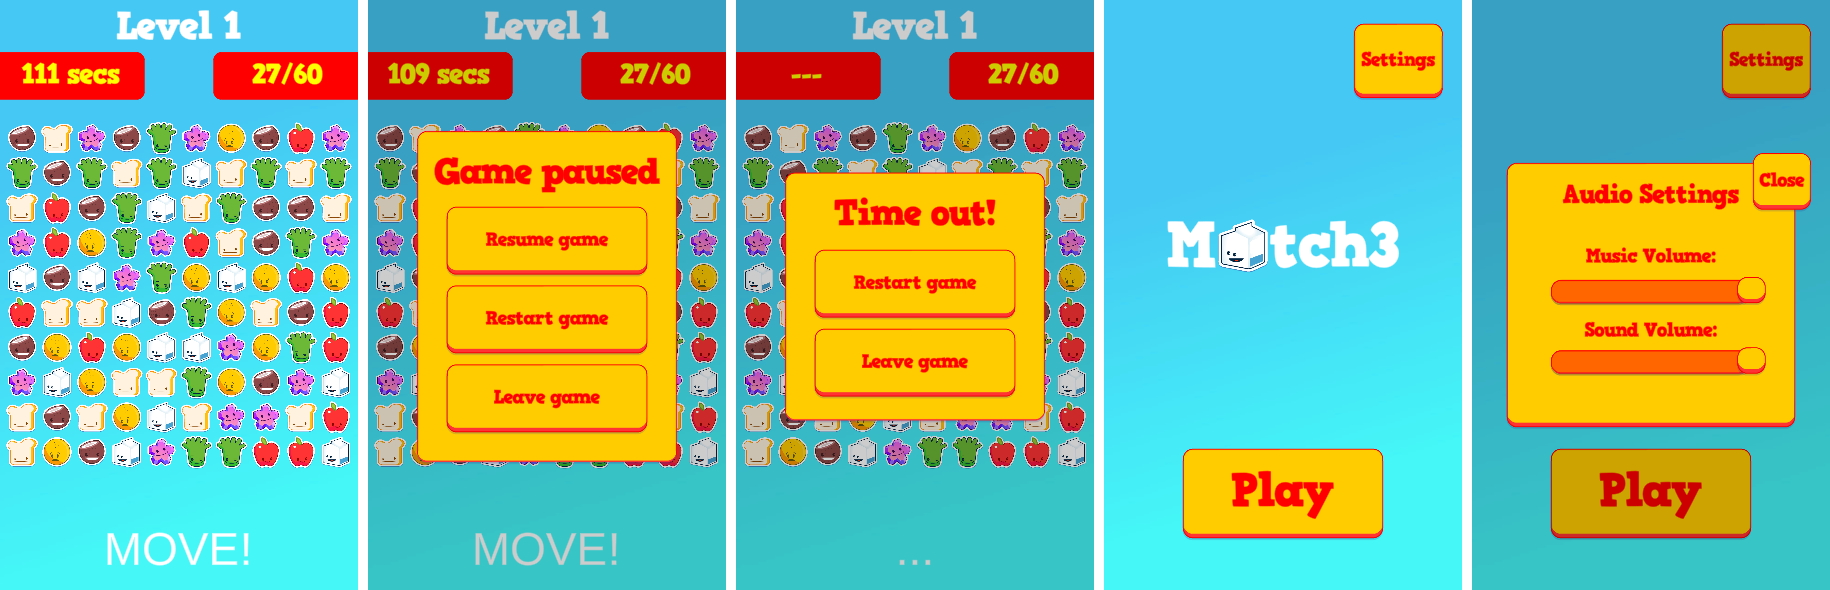 Level 1
111 secs
27/60
MOVE!
Level 1
109 secs
27/60
Game paused
Resume game
Restart game
Leave game
MOVE!
Level 1
---
27/60
Time out!
Restart game
Leave game
...
Settings
M tch3
Play
Settings
Close
Audio Settings
Music Volume:
Sound Volume:
Play